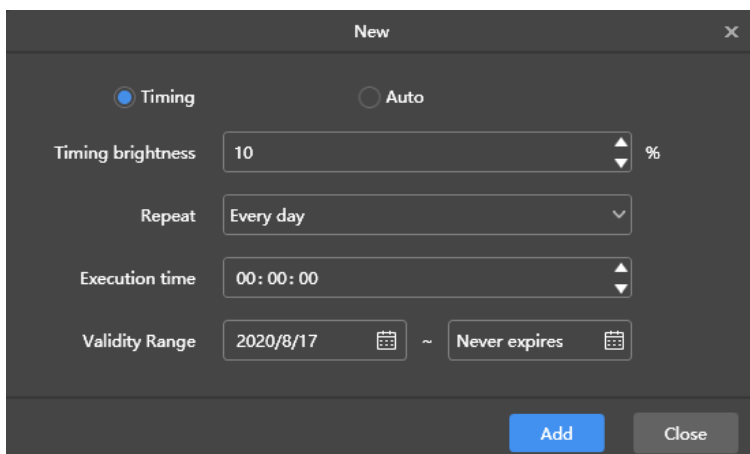 New
Timing Auto
Timing brightness 10 %
Repeat Every day
Execution time 00:00:00
Validity Range 2020/8/17 ~ Never expires
Add Close